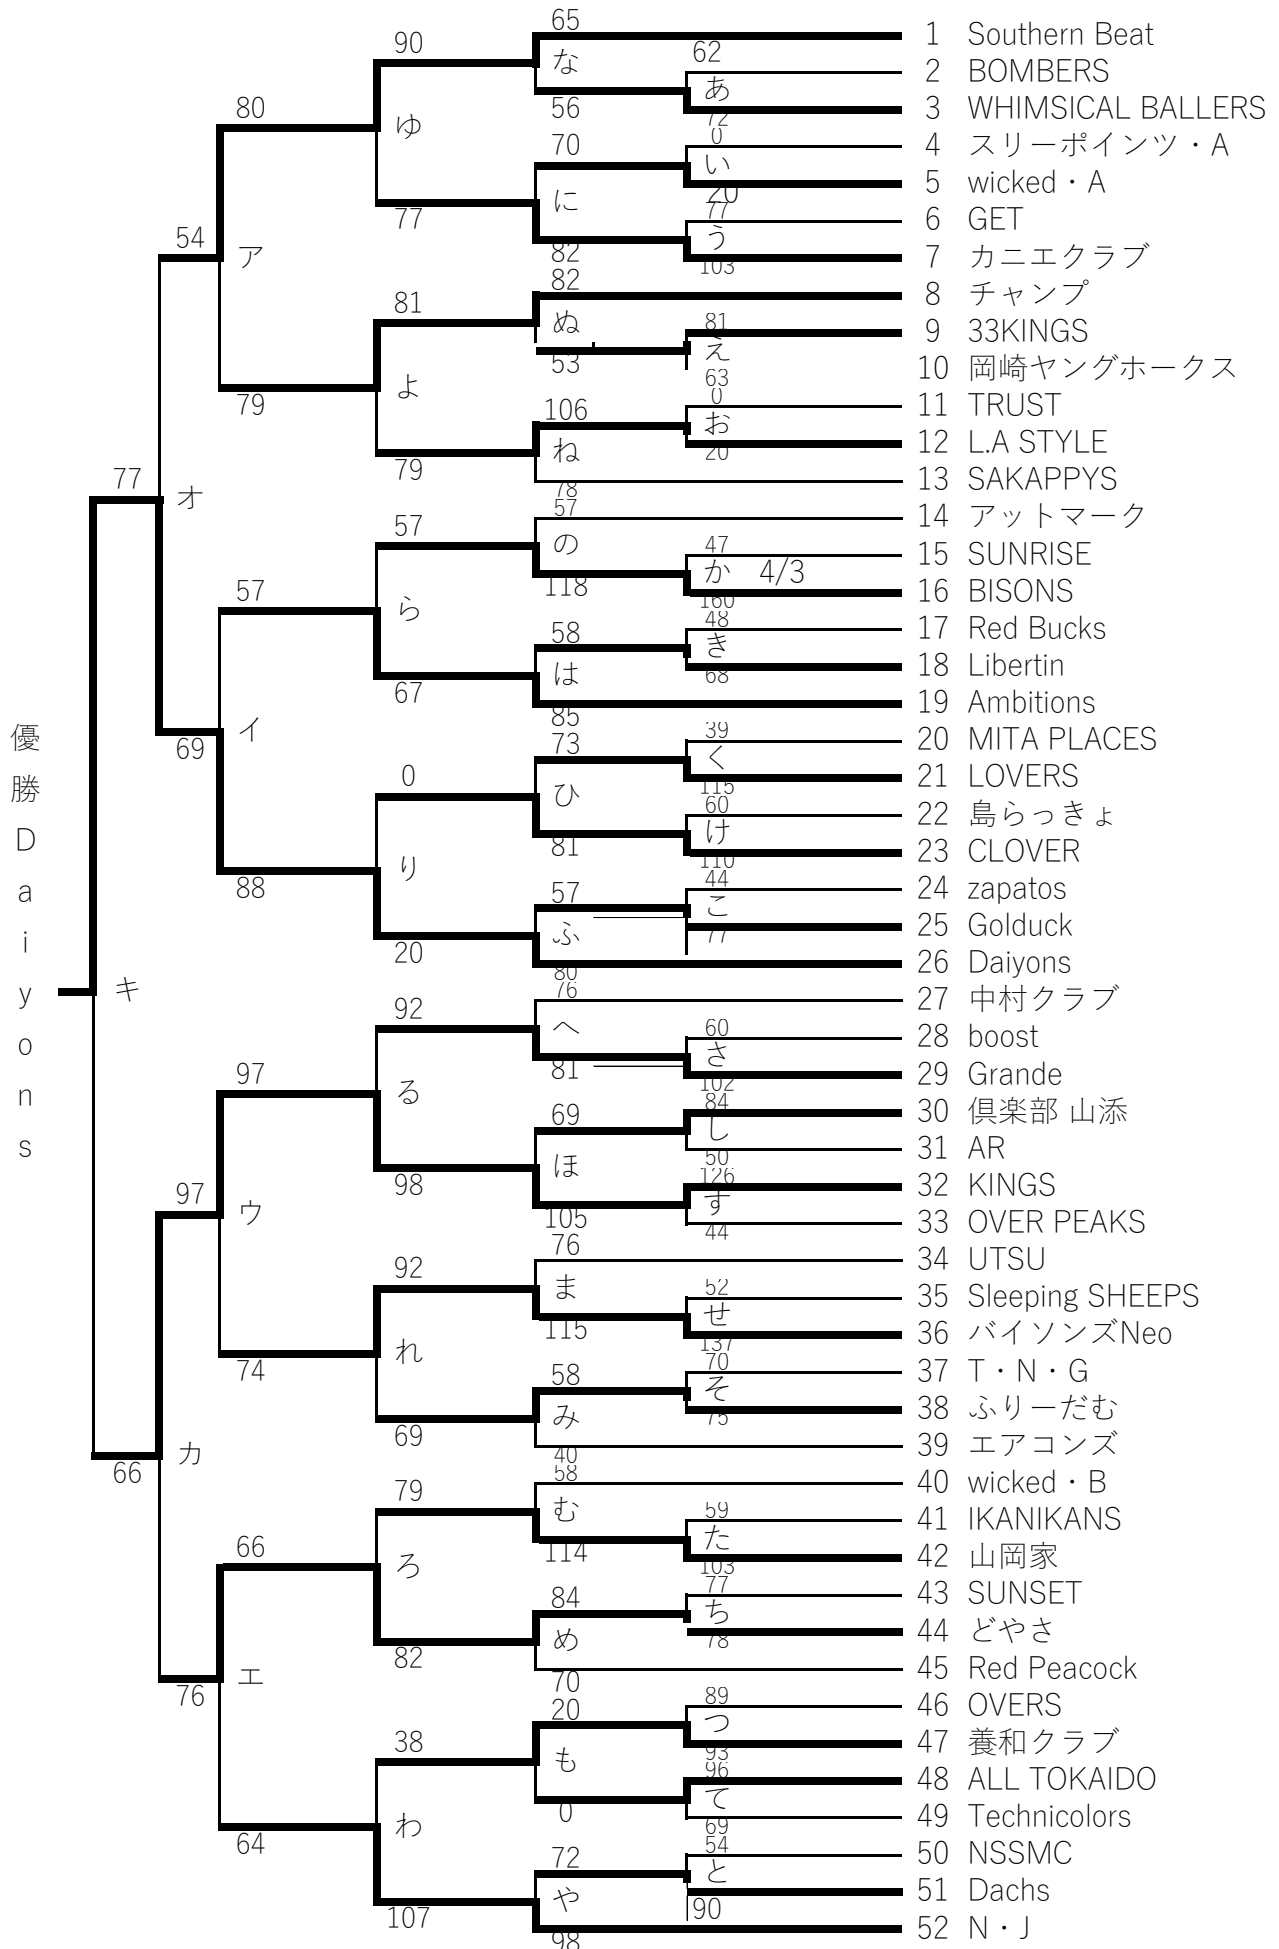 65
90
1 Southern Beat
62
な
2 BOMBERS
あ
80
56
3 WHIMSICAL BALLERS
72
ゆ
0
70
4 スリーポインツ・A
い
5 wicked・A
20
に
77
77
6 GET
54
う
ア
82
103
7 カニエクラブ
82
8 チャンプ
81
81
ぬ
9 33KINGS
え
53
10 岡崎ヤングホークス
63
よ
0
79
106
11 TRUST
お
12 L.A STYLE
ね
20
79
77
13 SAKAPPYS
オ
78
57
14 アットマーク
57
の
47
15 SUNRISE
か 4/3
57
118
16 BISONS
160
ら
48
58
17 Red Bucks
き
18 Libertin
は
68
67
19 Ambitions
85
イ
39
優
73
20 MITA PLACES
69
く
0
21 LOVERS
115
勝
ひ
60
22 島らっきょ
け
D
81
23 CLOVER
110
り
44
88
57
24 zapatos
a
こ
25 Golduck
ふ
77
i
20
26 Daiyons
80
キ
76
y
27 中村クラブ
92
へ
60
28 boost
o
さ
97
81
29 Grande
102
る
84
n
69
30 倶楽部 山添
し
s
31 AR
ほ
50
126
98
32 KINGS
97
す
ウ
105
33 OVER PEAKS
44
76
34 UTSU
92
ま
52
35 Sleeping SHEEPS
せ
115
36 バイソンズNeo
137
れ
70
74
58
37 T・N・G
そ
38 ふりーだむ
み
75
69
39 エアコンズ
カ
40
66
58
40 wicked・B
79
む
59
41 IKANIKANS
た
66
114
42 山岡家
103
ろ
77
84
43 SUNSET
ち
44 どやさ
め
78
82
45 Red Peacock
エ
70
76
89
20
46 OVERS
つ
38
47 養和クラブ
93
も
96
48 ALL TOKAIDO
て
0
49 Technicolors
わ
69
64
54
72
50 NSSMC
と
51 Dachs
や
90
107
52 N・J
98